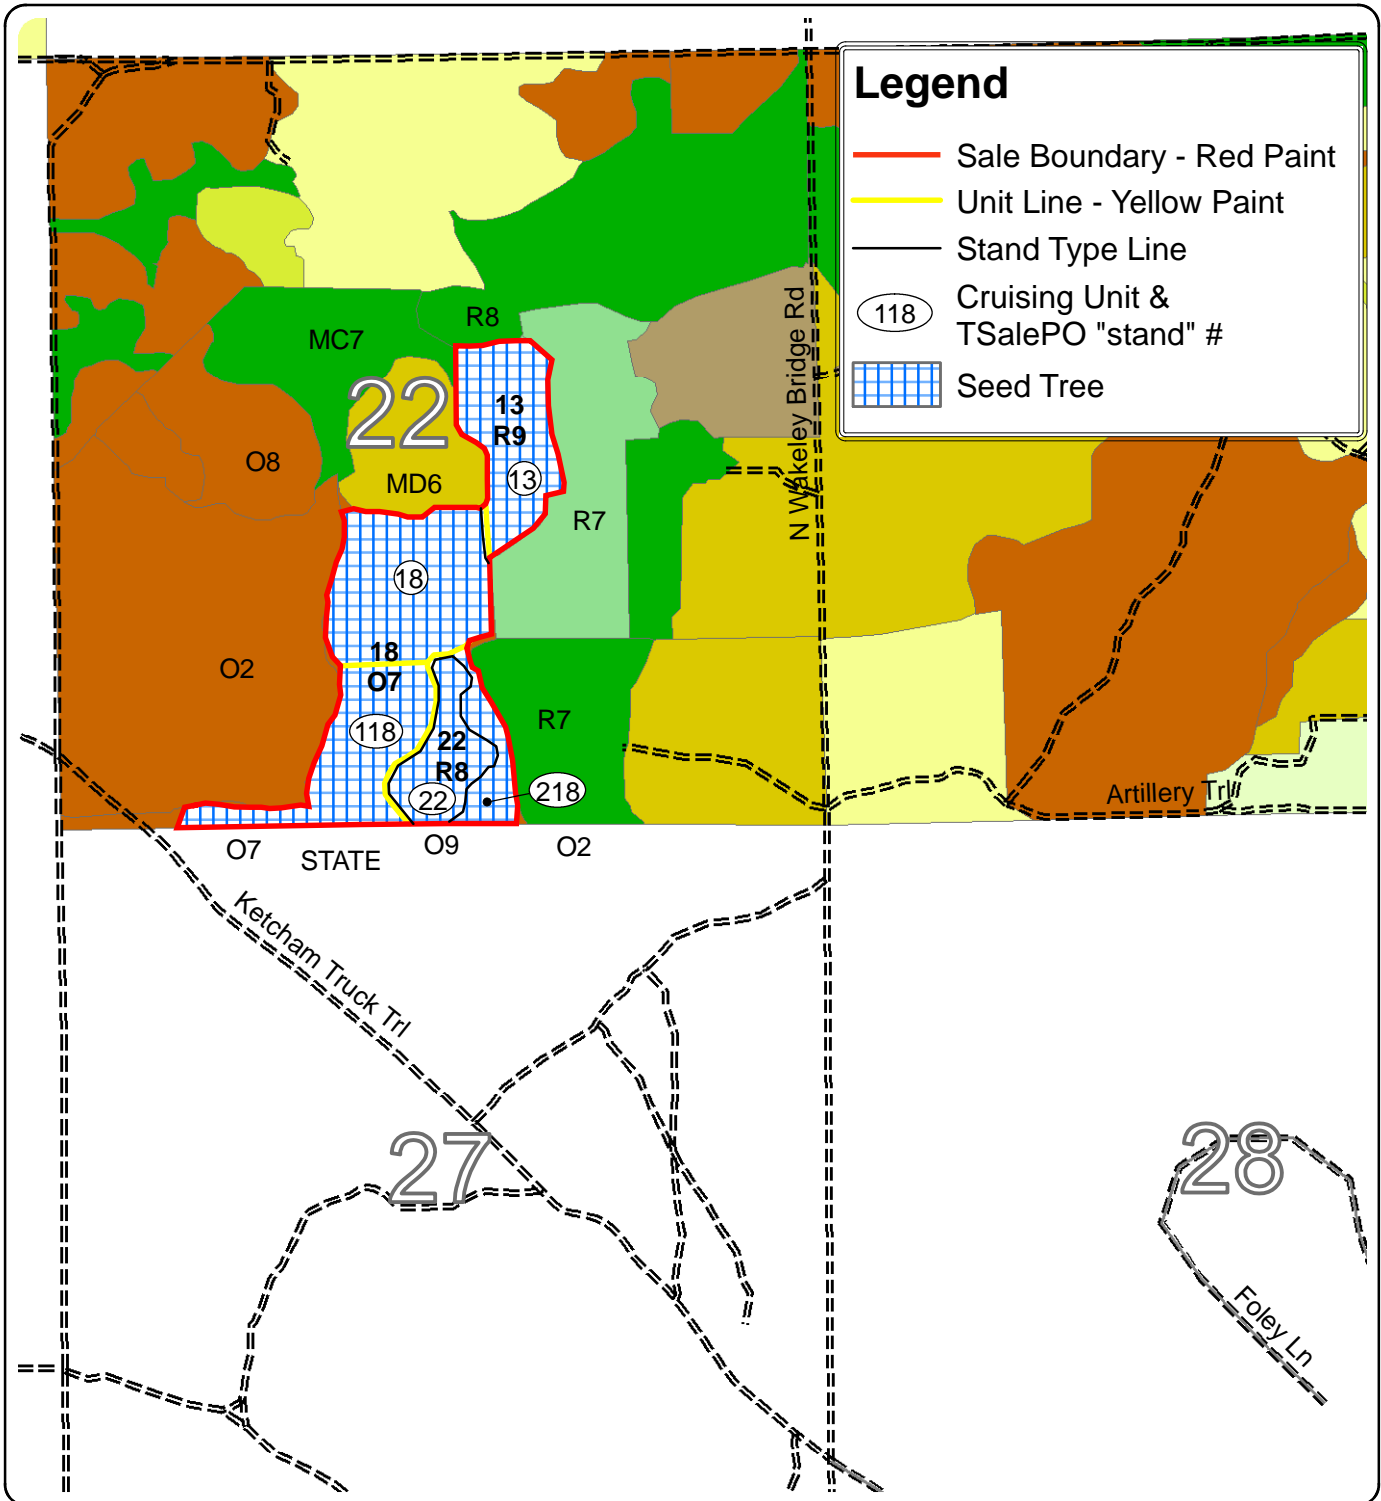 Legend
Sale Boundary - Red Paint
Unit Line - Yellow Paint
Stand Type Line
118
Cruising Unit &
TSalePO "stand" #
Seed Tree
N Wakeley Bridge Rd
R8
MC7
22
13
R9
13
O8
MD6
R7
18
18
O7
O2
118
22
R8
22
218
R7
Artillery Trl
O7
STATE
O9
O2
Ketcham Truck Trl
27
28
Foley Ln